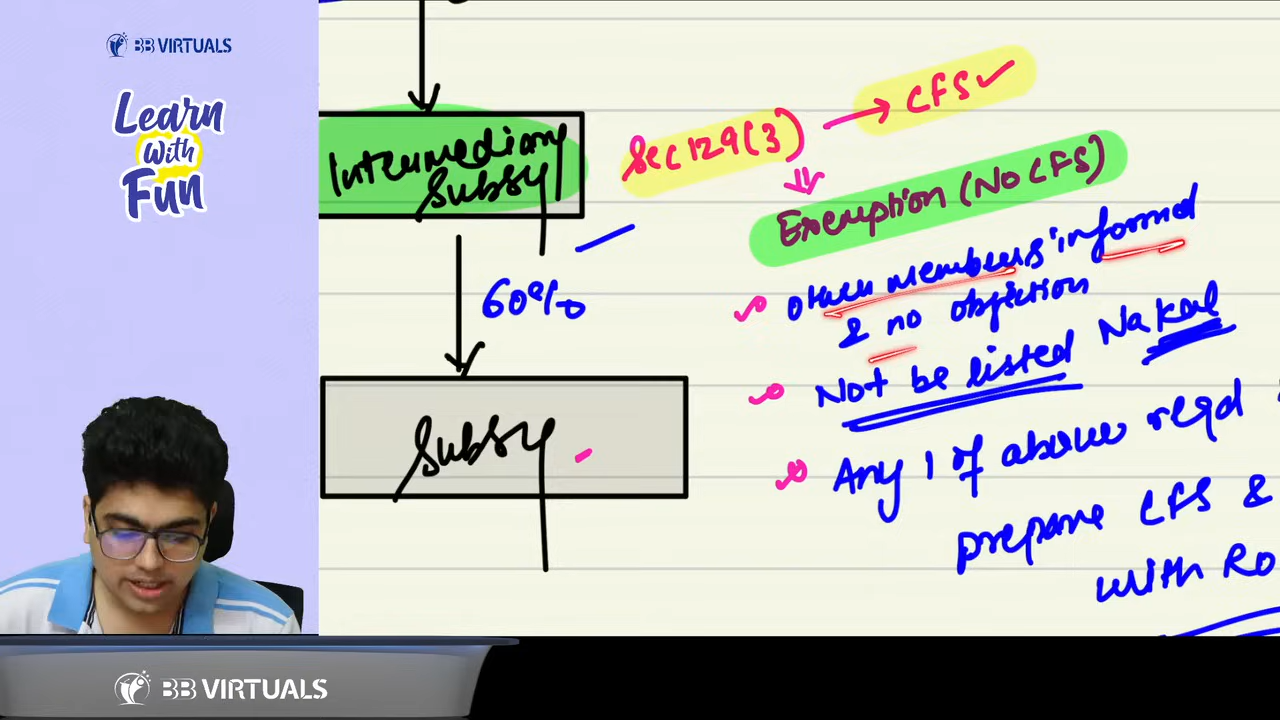 BB VIRTUALS
Learn
With
Fun
Intermediary
Subsy
Sec 129(3) → CFS ✓
Exemption (No CFS)
Other members informed
& no objection
60%
Not be listed Nakal
Subsy
Any 1 of above reqd
prepare CFS &
with Ro
BB VIRTUALS